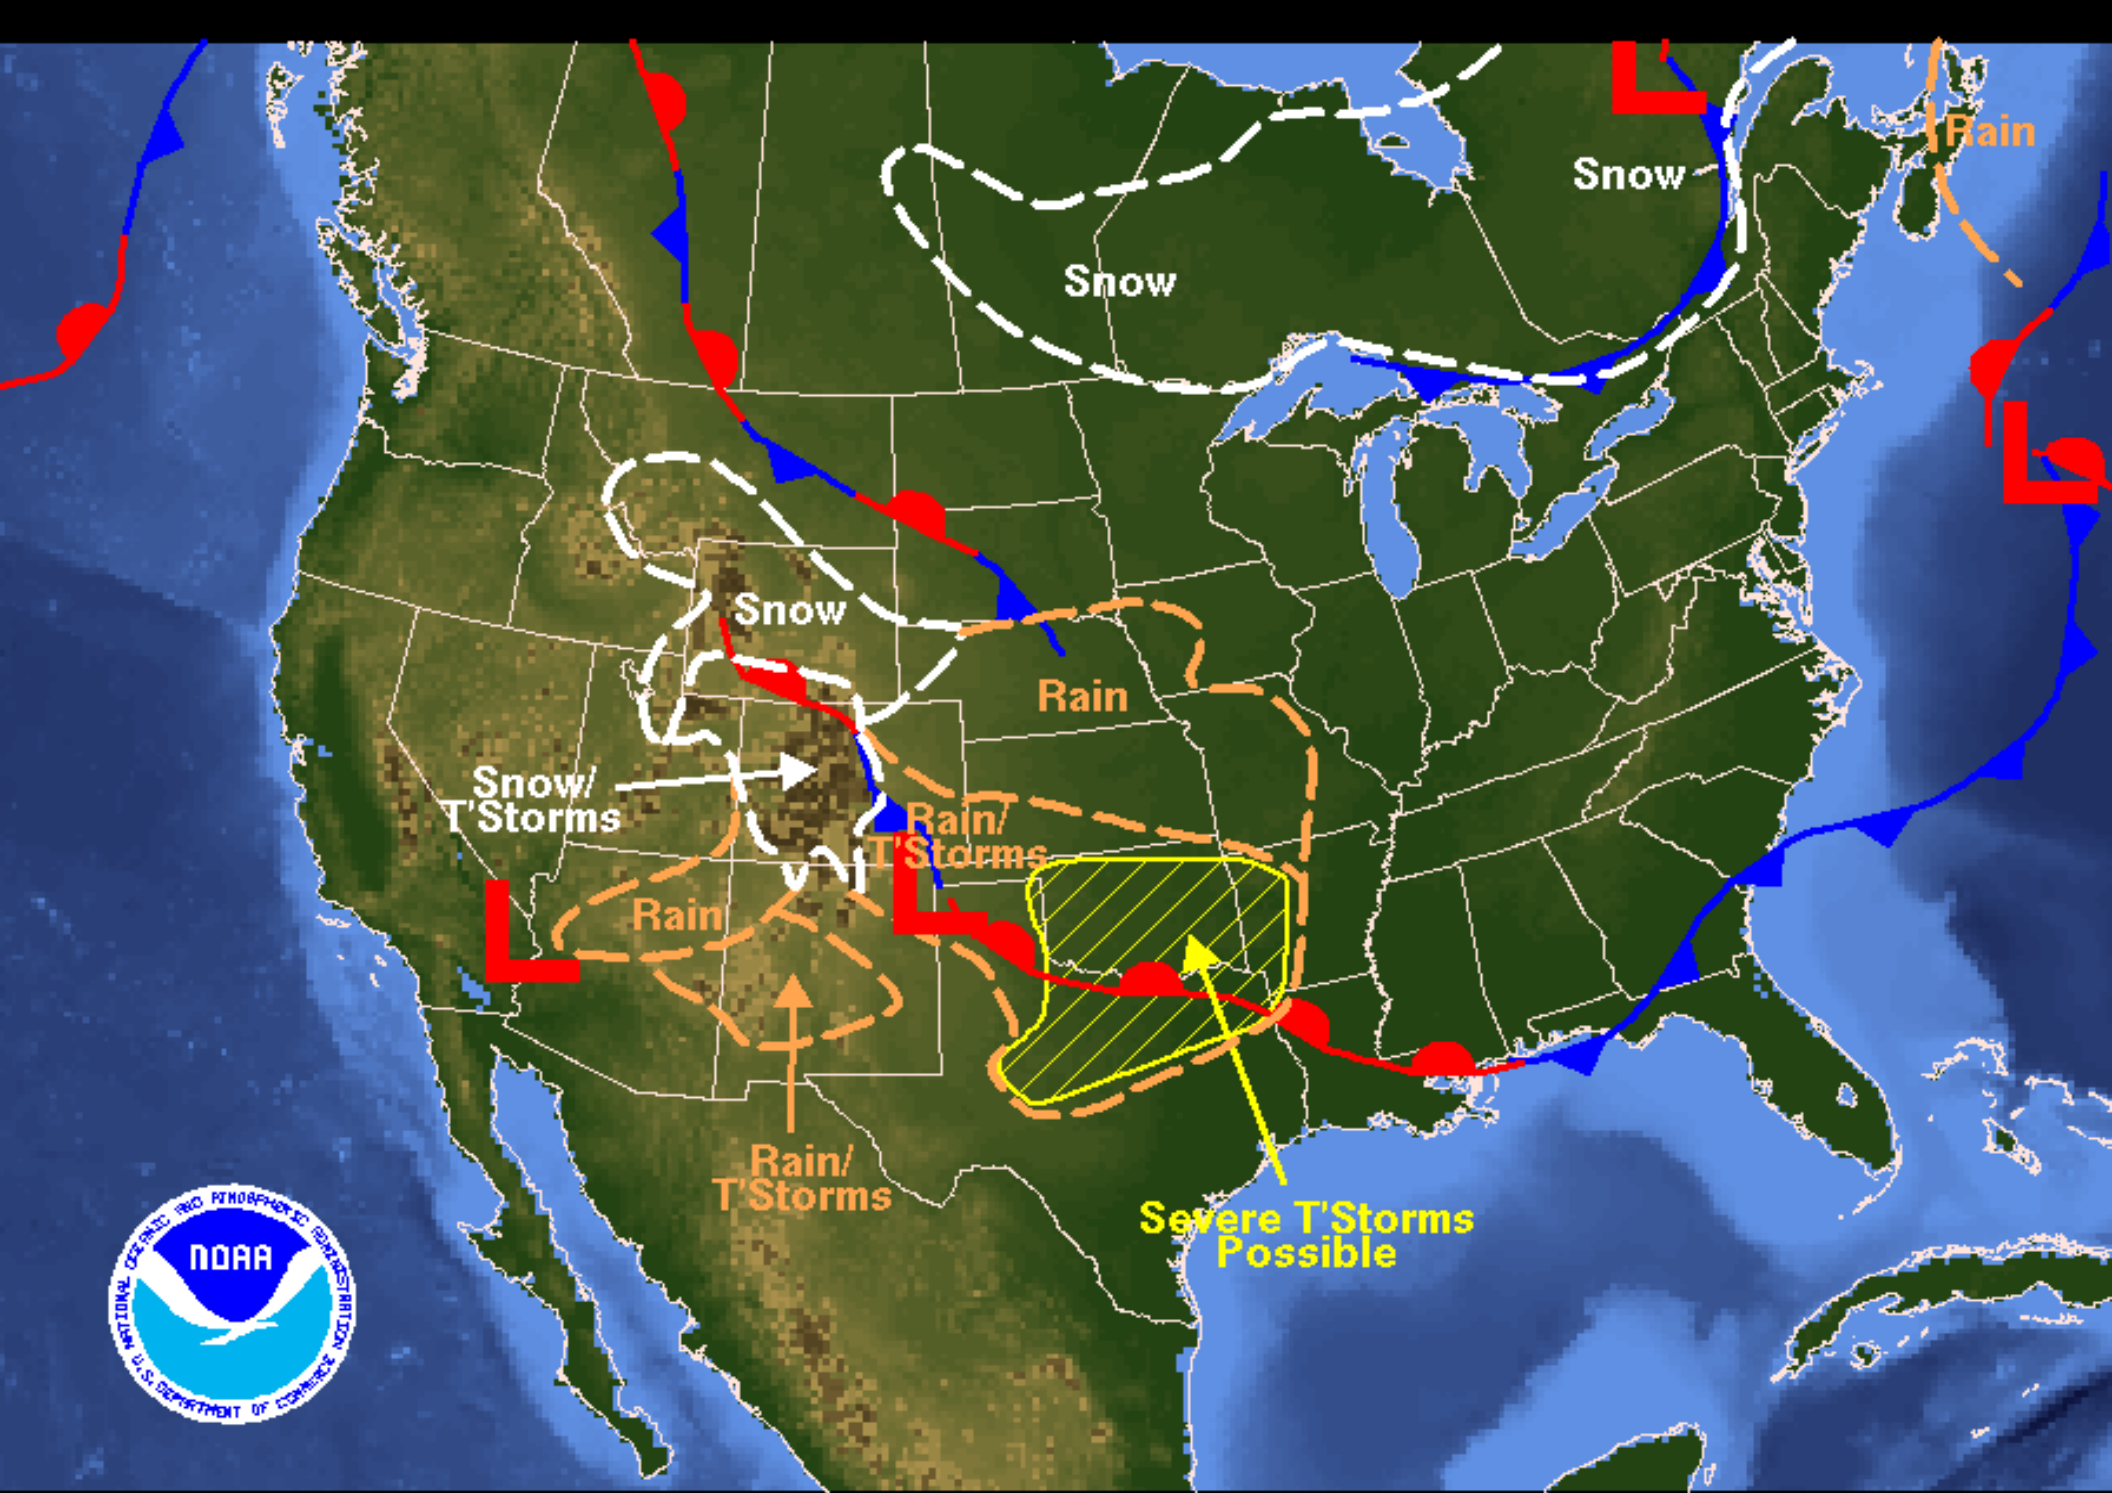 Rain
Snow
Snow
Snow
Rain
Snow/
T'Storms
Rain/
T'Storms
Rain
Rain/
T'Storms
Severe T'Storms
Possible
NOAA
NATIONAL OCEANIC AND ATMOSPHERIC ADMINISTRATION
U.S. DEPARTMENT OF COMMERCE
L
L
L
L